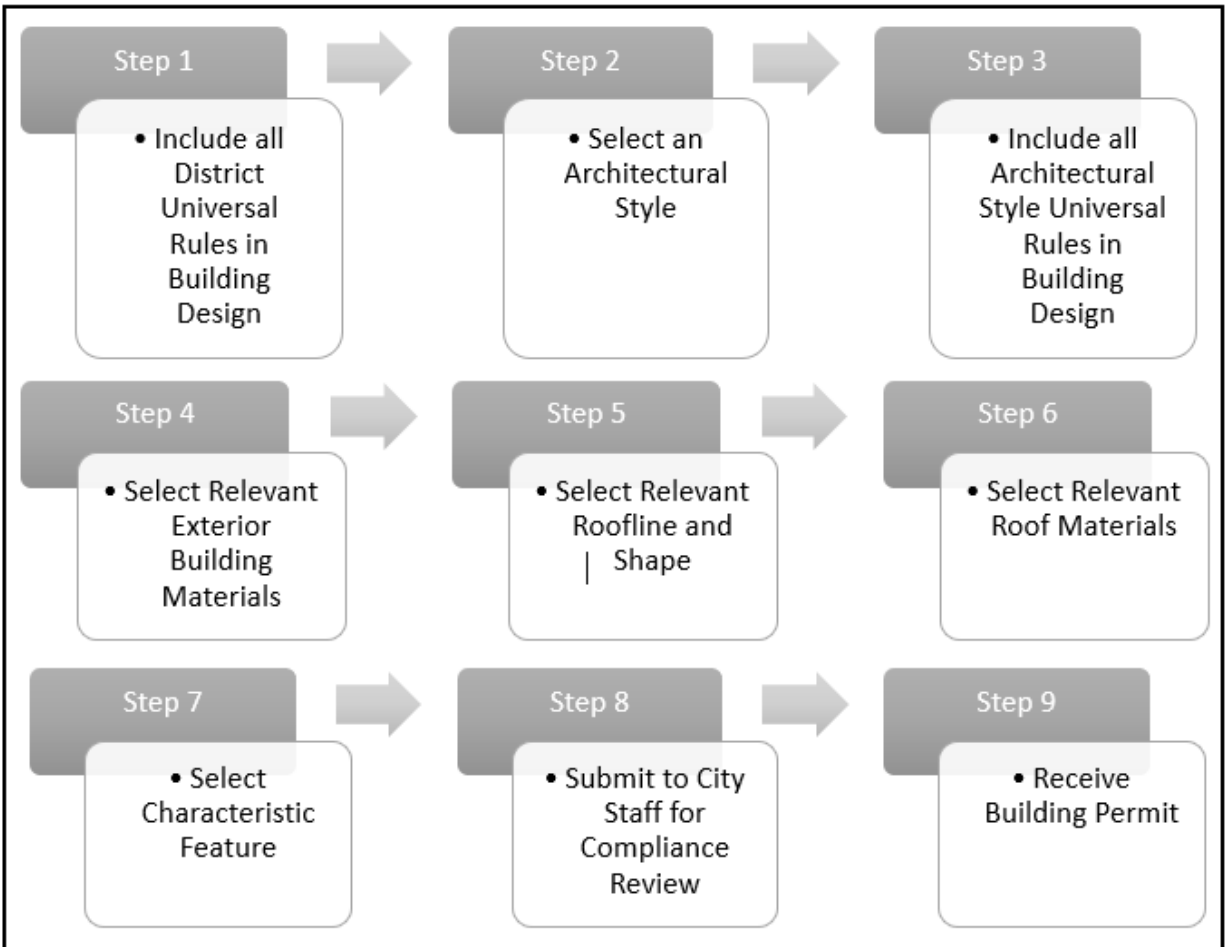 Step 1
• Include all
District
Universal
Rules in
Building
Design
Step 2
• Select an
Architectural
Style
Step 3
• Include all
Architectural
Style Universal
Rules in
Building
Design
Step 4
• Select Relevant
Exterior
Building
Materials
Step 5
• Select Relevant
Roofline and
Shape
Step 6
• Select Relevant
Roof Materials
Step 7
• Select
Characteristic
Feature
Step 8
• Submit to City
Staff for
Compliance
Review
Step 9
• Receive
Building Permit